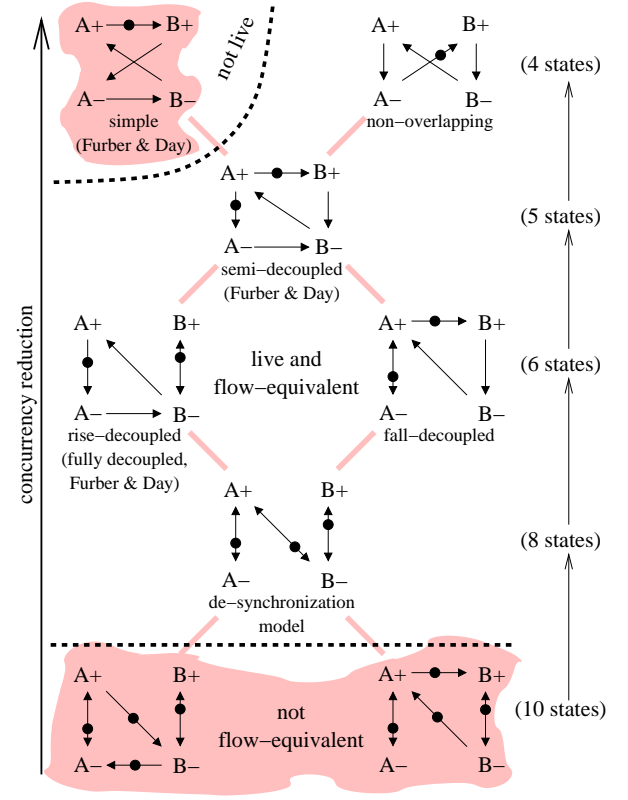 A+ B+
A− B−
simple
(Furber & Day)
not live
A+ B+
A− B−
non−overlapping
(4 states)
A+ B+
A− B−
semi−decoupled
(Furber & Day)
(5 states)
A+ B+
A− B−
rise−decoupled
(fully decoupled,
Furber & Day)
live and
flow−equivalent
A+ B+
A− B−
fall−decoupled
(6 states)
concurrency reduction
A+ B+
A− B−
de−synchronization
model
(8 states)
A+ B+
A− B−
not
flow−equivalent
A+ B+
A− B−
(10 states)